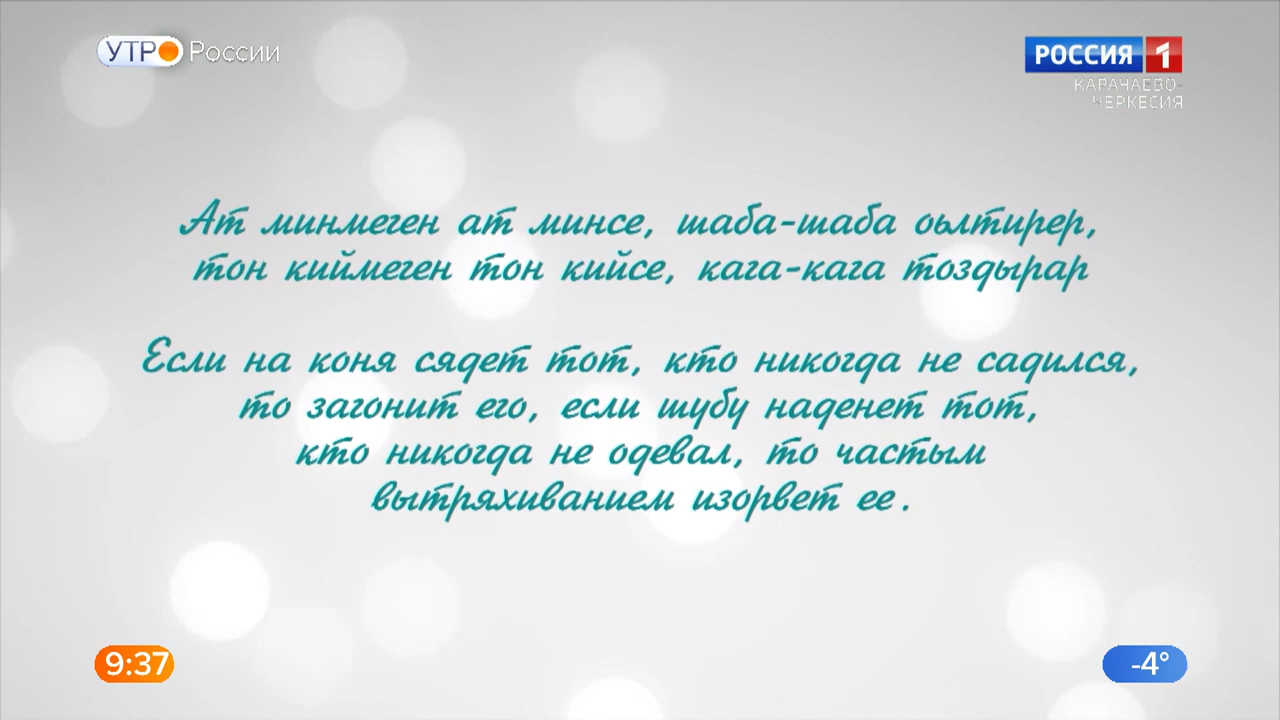 УТРО России
РОССИЯ 1
КАРАЧАЕВО-
ЧЕРКЕСИЯ
Ат минмеген ат минсе, шаба-шаба оьлтирер,
тон киймеген тон кийсе, кага-кага тоздырар
Если на коня сядет тот, кто никогда не садился,
то загонит его, если шубу наденет тот,
кто никогда не одевал, то частым
вытряхиванием изорвет ее.
9:37
-4°